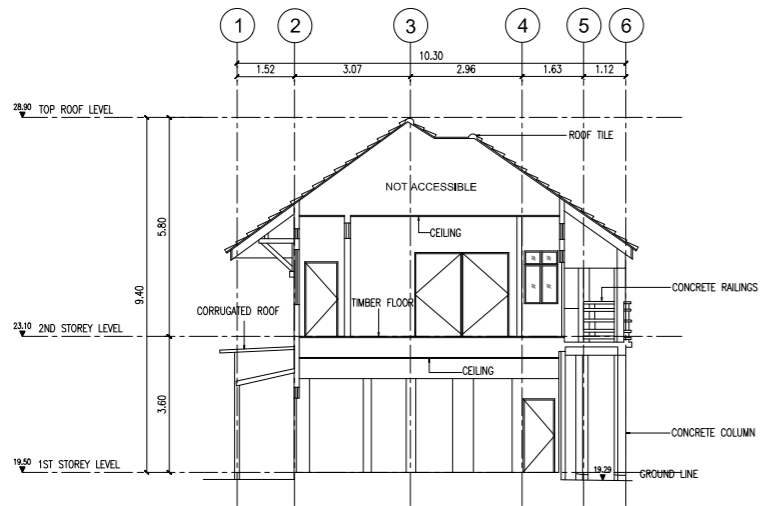 1 2 3 4 5 6
10.30
1.52 3.07 2.96 1.63 1.12
28.90 TOP ROOF LEVEL
ROOF TILE
NOT ACCESSIBLE
5.80
CEILING
9.40
CONCRETE RAILINGS
CORRUGATED ROOF
TIMBER FLOOR
23.10 2ND STOREY LEVEL
CEILING
3.60
CONCRETE COLUMN
19.50 1ST STOREY LEVEL
19.29
GROUND LINE